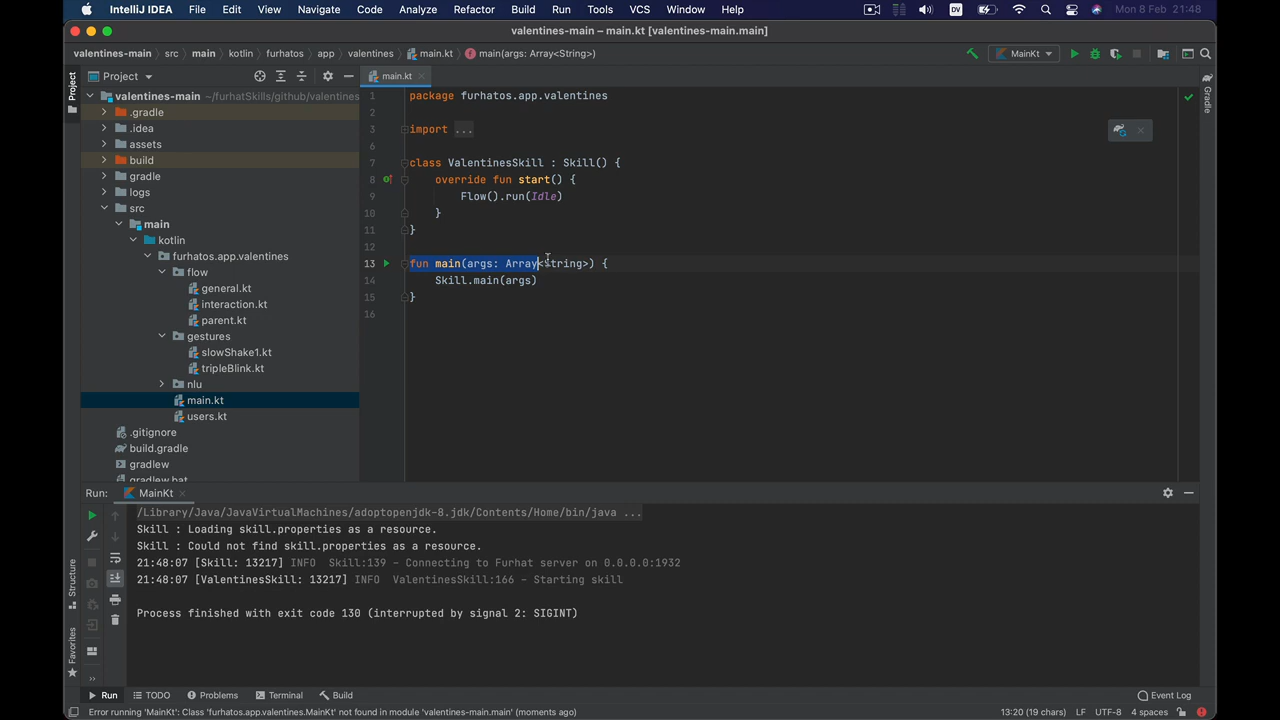 IntelliJ IDEA File Edit View Navigate Code Analyze Refactor Build Run Tools VCS Window Help DV Mon 8 Feb 21:48
valentines-main – main.kt [valentines-main.main]
valentines-main src main kotlin furhatos app valentines main.kt main(args: Array<String>) MainKt
Project
Project
main.kt
Gradle
valentines-main ~/furhatSkills/github/valentines
.gradle
.idea
assets
build
gradle
logs
src
main
kotlin
furhatos.app.valentines
flow
general.kt
interaction.kt
parent.kt
gestures
slowShake1.kt
tripleBlink.kt
nlu
main.kt
users.kt
.gitignore
build.gradle
gradlew
gradlew.bat
1 package furhatos.app.valentines
2
3 import ...
6
7 class ValentinesSkill : Skill() {
8 override fun start() {
9 Flow().run(Idle)
10 }
11 }
12
13 fun main(args: Array<String>) {
14 Skill.main(args)
15 }
16
Run: MainKt
/Library/Java/JavaVirtualMachines/adoptopenjdk-8.jdk/Contents/Home/bin/java ...
Skill : Loading skill.properties as a resource.
Skill : Could not find skill.properties as a resource.
21:48:07 [Skill: 13217] INFO Skill:139 - Connecting to Furhat server on 0.0.0.0:1932
21:48:07 [ValentinesSkill: 13217] INFO ValentinesSkill:166 - Starting skill
Process finished with exit code 130 (interrupted by signal 2: SIGINT)
Structure
Favorites
Run TODO Problems Terminal Build Event Log
Error running 'MainKt': Class 'furhatos.app.valentines.MainKt' not found in module 'valentines-main.main' (moments ago) 13:20 (19 chars) LF UTF-8 4 spaces